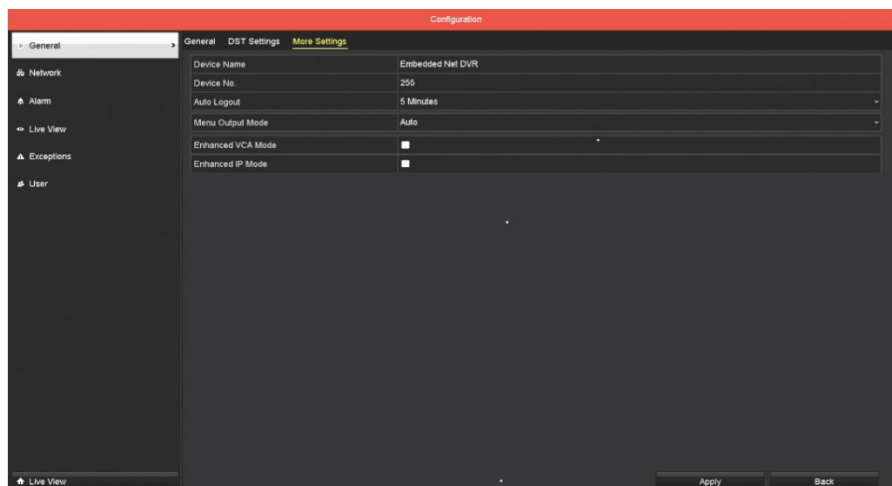 Configuration
General
Network
Alarm
Live View
Exceptions
User
General DST Settings More Settings
Device Name Embedded Net DVR
Device No. 255
Auto Logout 5 Minutes
Menu Output Mode Auto
Enhanced VCA Mode
Enhanced IP Mode
Live View
Apply Back